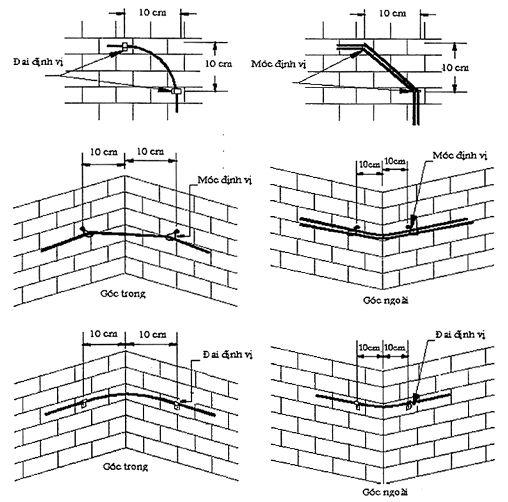 10 cm
10 cm
Đai định vị
10 cm
10 cm
Móc định vị
10 cm
10 cm
Móc định vị
Góc trong
10cm
10cm
Móc định vị
Góc ngoài
10 cm
10 cm
Đai định vị
Góc trong
10cm
10cm
Đai định vị
Góc ngoài